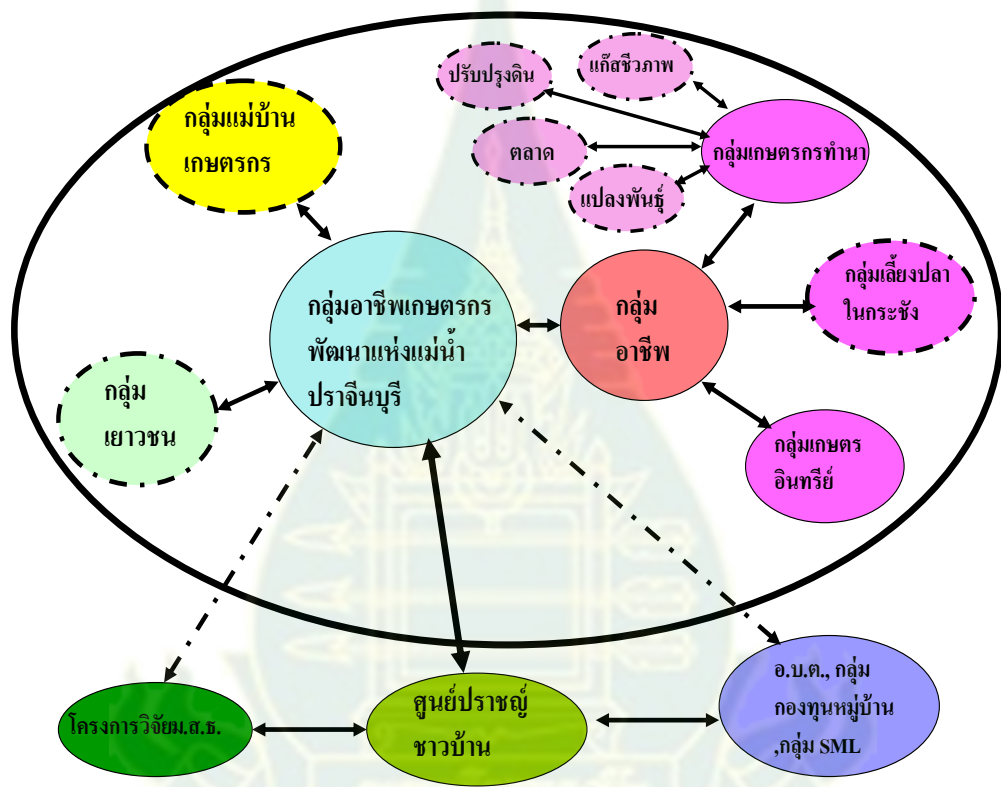 แก๊สชีวภาพ
ปรับปรุงดิน
กลุ่มแม่บ้าน
เกษตรกร
ตลาด
กลุ่มเกษตรกรทำนา
แปลงพันธุ์
กลุ่มเลี้ยงปลา
ในกระชัง
กลุ่มอาชีพเกษตรกร
พัฒนาแห่งแม่น้ำ
ปราจีนบุรี
กลุ่ม
อาชีพ
กลุ่ม
เยาวชน
กลุ่มเกษตร
อินทรีย์
โครงการวิจัยม.ส.ธ.
ศูนย์ปราชญ์
ชาวบ้าน
อ.บ.ต., กลุ่ม
กองทุนหมู่บ้าน
,กลุ่ม SML